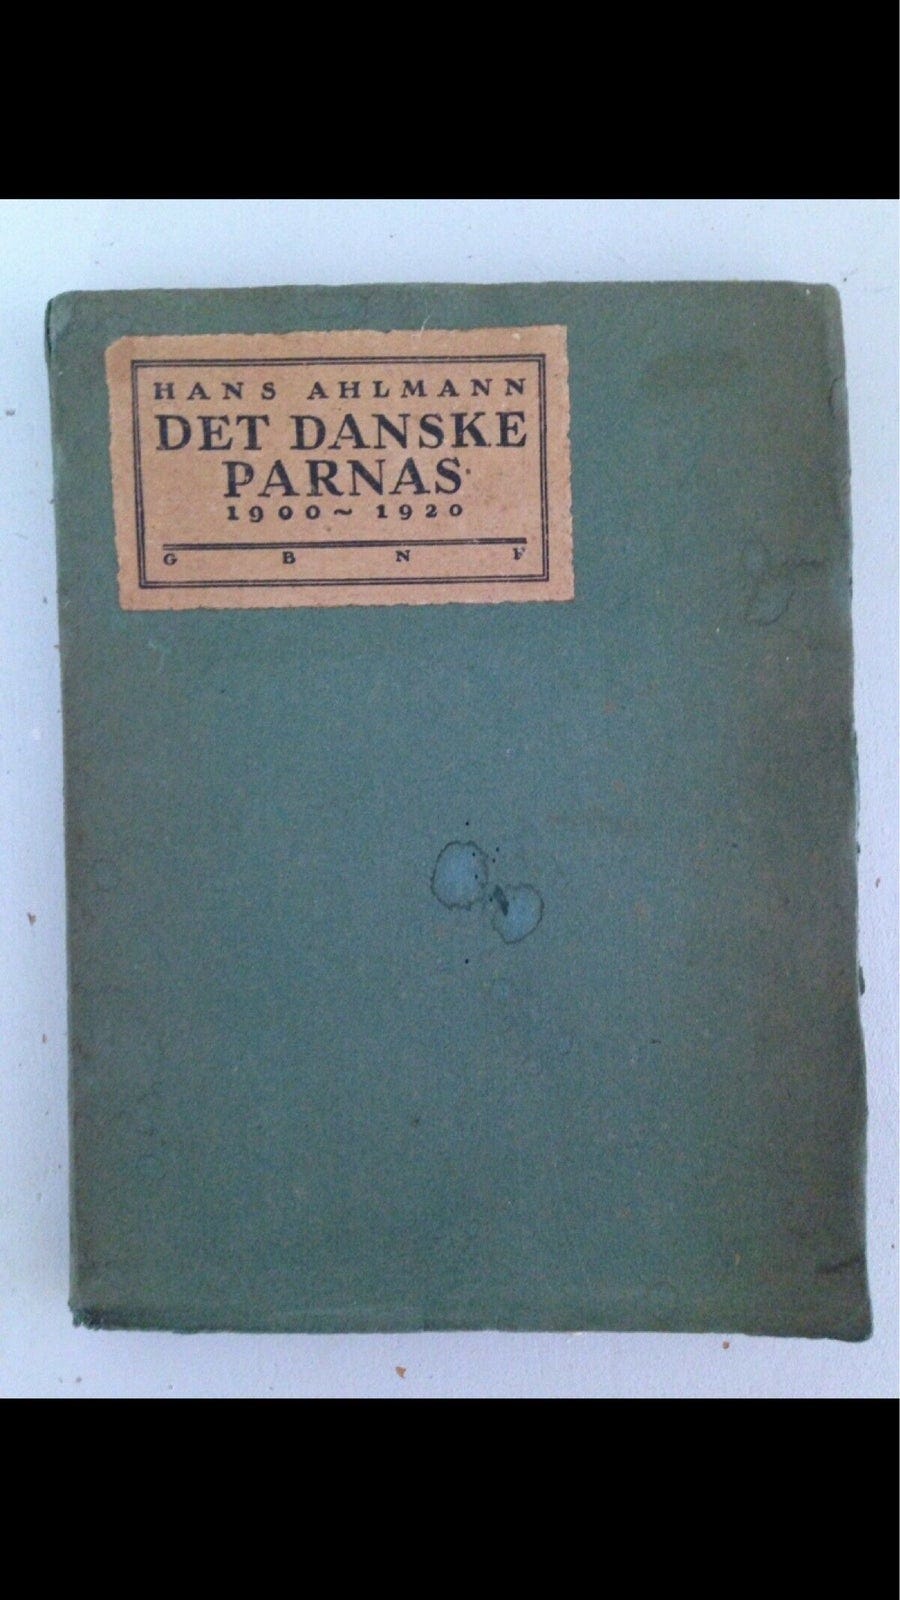 HANS AHLMANN
DET DANSKE
PARNAS
1900~1920
G B N F